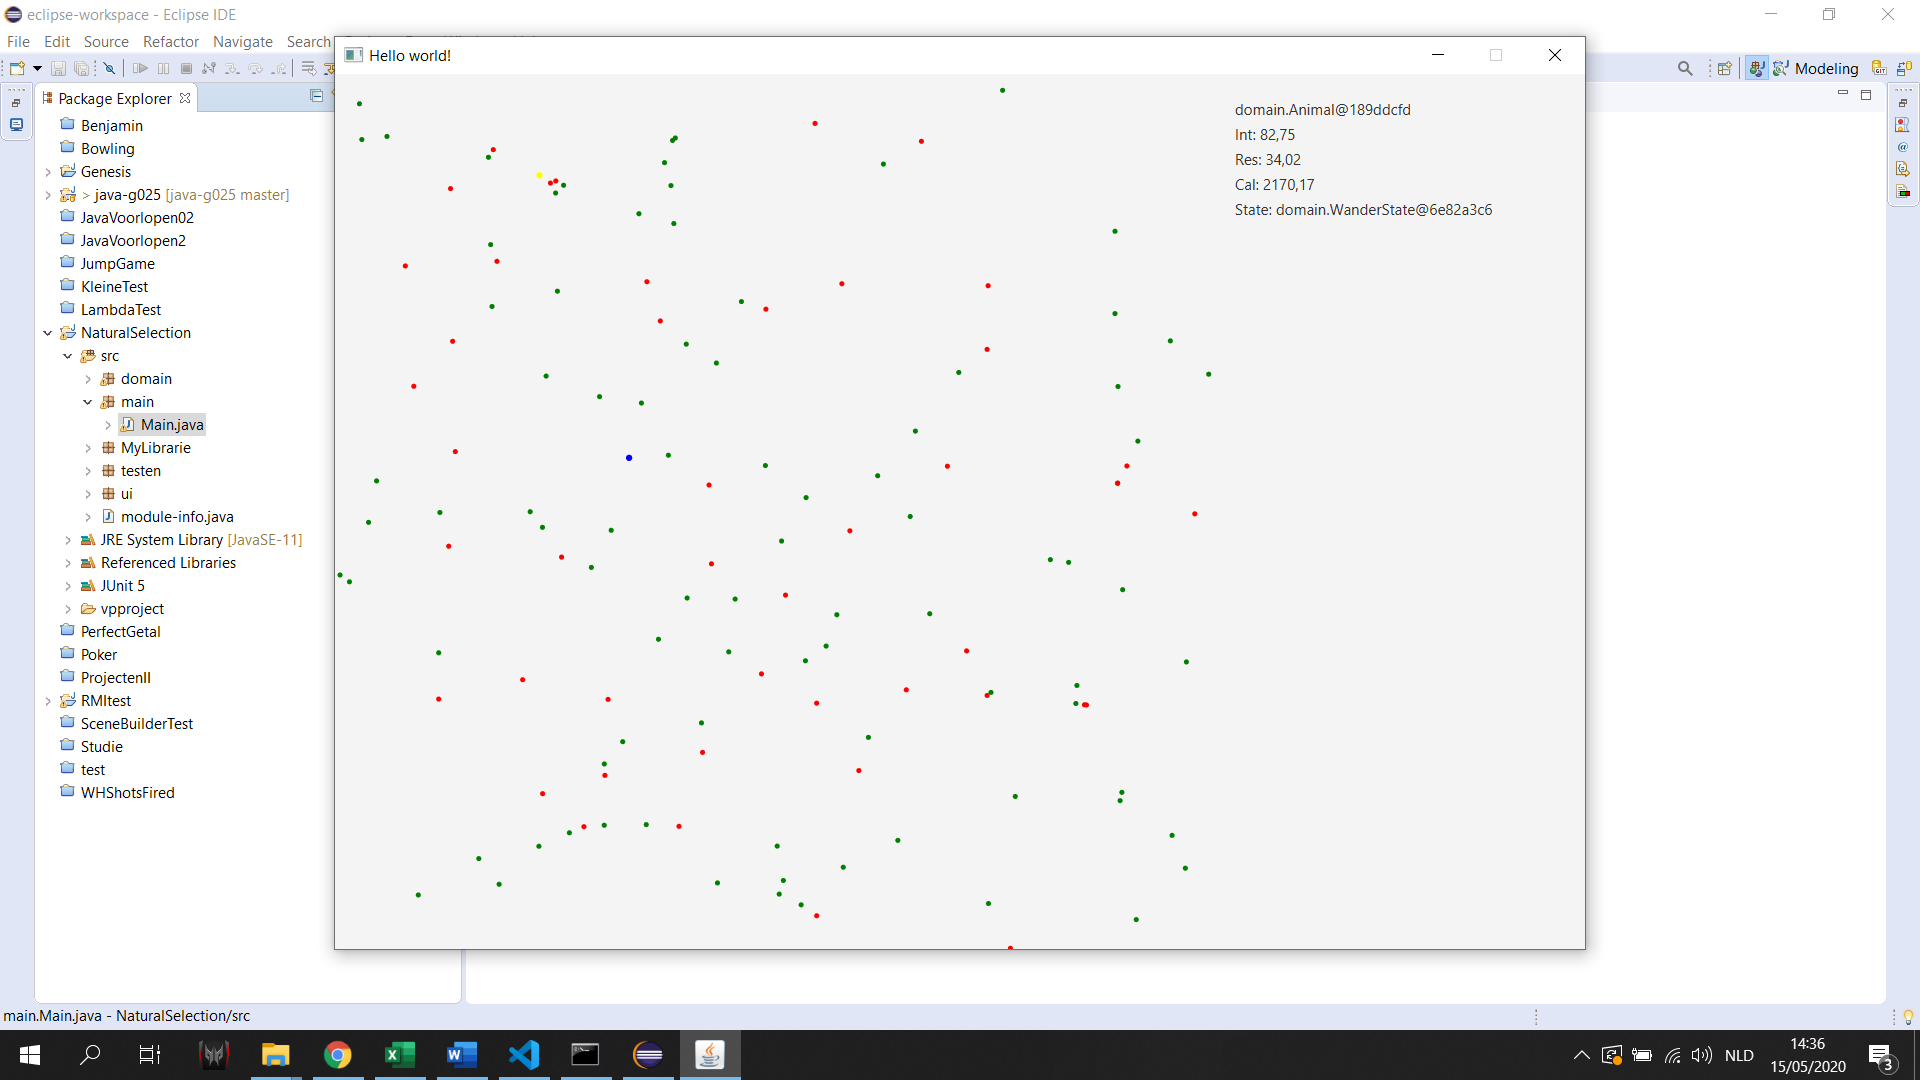 eclipse-workspace - Eclipse IDE
File Edit Source Refactor Navigate Search
Hello world!
Modeling
Package Explorer
Benjamin
Bowling
Genesis
> java-g025 [java-g025 master]
JavaVoorlopen02
JavaVoorlopen2
JumpGame
KleineTest
LambdaTest
NaturalSelection
src
domain
main
Main.java
MyLibrarie
testen
ui
module-info.java
JRE System Library [JavaSE-11]
Referenced Libraries
JUnit 5
vpproject
PerfectGetal
Poker
ProjectenII
RMItest
SceneBuilderTest
Studie
test
WHShotsFired
domain.Animal@189ddcfd
Int: 82,75
Res: 34,02
Cal: 2170,17
State: domain.WanderState@6e82a3c6
main.Main.java - NaturalSelection/src
NLD
14:36
15/05/2020
3